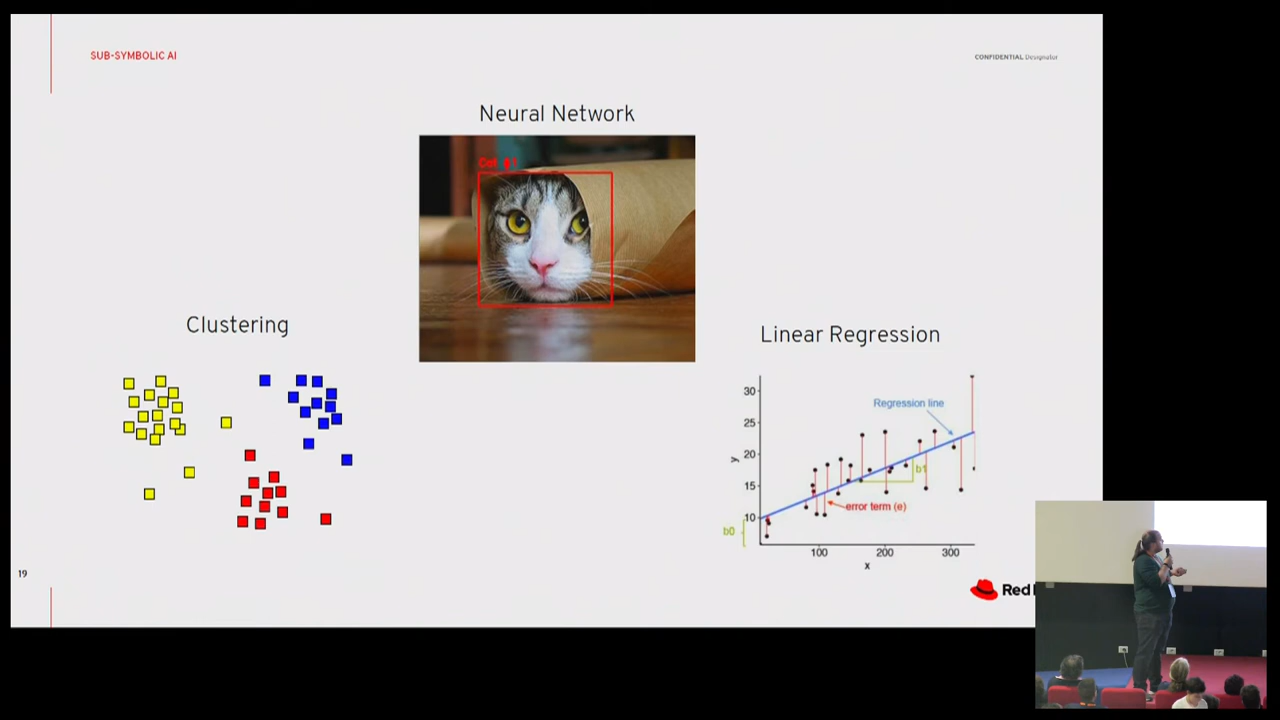 SUB-SYMBOLIC AI
CONFIDENTIAL Designator
Neural Network
Clustering
Linear Regression
30
25
20
15
10
y
Regression line
b1
error term (e)
b0
100
200
300
x
19
Red